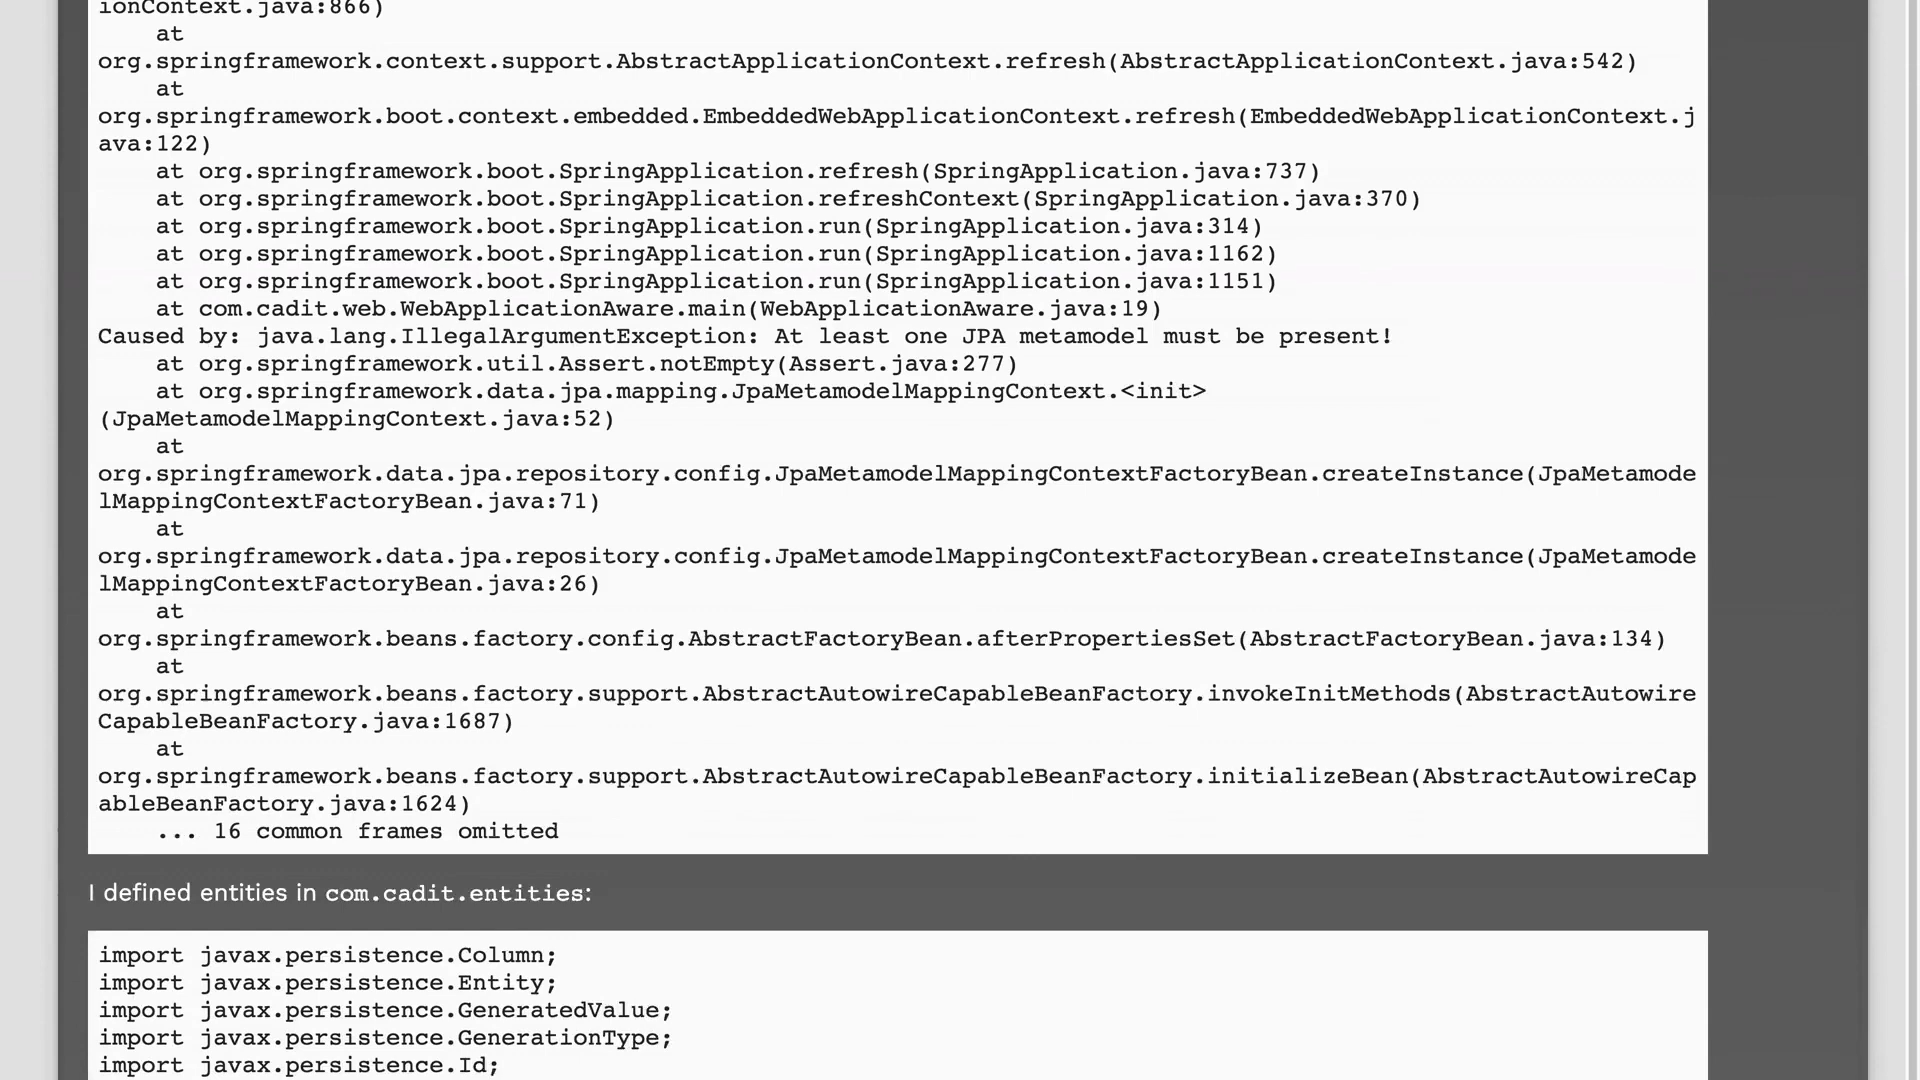 ionContext.java:866)
at
org.springframework.context.support.AbstractApplicationContext.refresh(AbstractApplicationContext.java:542)
at
org.springframework.boot.context.embedded.EmbeddedWebApplicationContext.refresh(EmbeddedWebApplicationContext.j
ava:122)
at org.springframework.boot.SpringApplication.refresh(SpringApplication.java:737)
at org.springframework.boot.SpringApplication.refreshContext(SpringApplication.java:370)
at org.springframework.boot.SpringApplication.run(SpringApplication.java:314)
at org.springframework.boot.SpringApplication.run(SpringApplication.java:1162)
at org.springframework.boot.SpringApplication.run(SpringApplication.java:1151)
at com.cadit.web.WebApplicationAware.main(WebApplicationAware.java:19)
Caused by: java.lang.IllegalArgumentException: At least one JPA metamodel must be present!
at org.springframework.util.Assert.notEmpty(Assert.java:277)
at org.springframework.data.jpa.mapping.JpaMetamodelMappingContext.<init>
(JpaMetamodelMappingContext.java:52)
at
org.springframework.data.jpa.repository.config.JpaMetamodelMappingContextFactoryBean.createInstance(JpaMetamode
lMappingContextFactoryBean.java:71)
at
org.springframework.data.jpa.repository.config.JpaMetamodelMappingContextFactoryBean.createInstance(JpaMetamode
lMappingContextFactoryBean.java:26)
at
org.springframework.beans.factory.config.AbstractFactoryBean.afterPropertiesSet(AbstractFactoryBean.java:134)
at
org.springframework.beans.factory.support.AbstractAutowireCapableBeanFactory.invokeInitMethods(AbstractAutowire
CapableBeanFactory.java:1687)
at
org.springframework.beans.factory.support.AbstractAutowireCapableBeanFactory.initializeBean(AbstractAutowireCap
ableBeanFactory.java:1624)
... 16 common frames omitted
I defined entities in com.cadit.entities:
import javax.persistence.Column;
import javax.persistence.Entity;
import javax.persistence.GeneratedValue;
import javax.persistence.GenerationType;
import javax.persistence.Id;